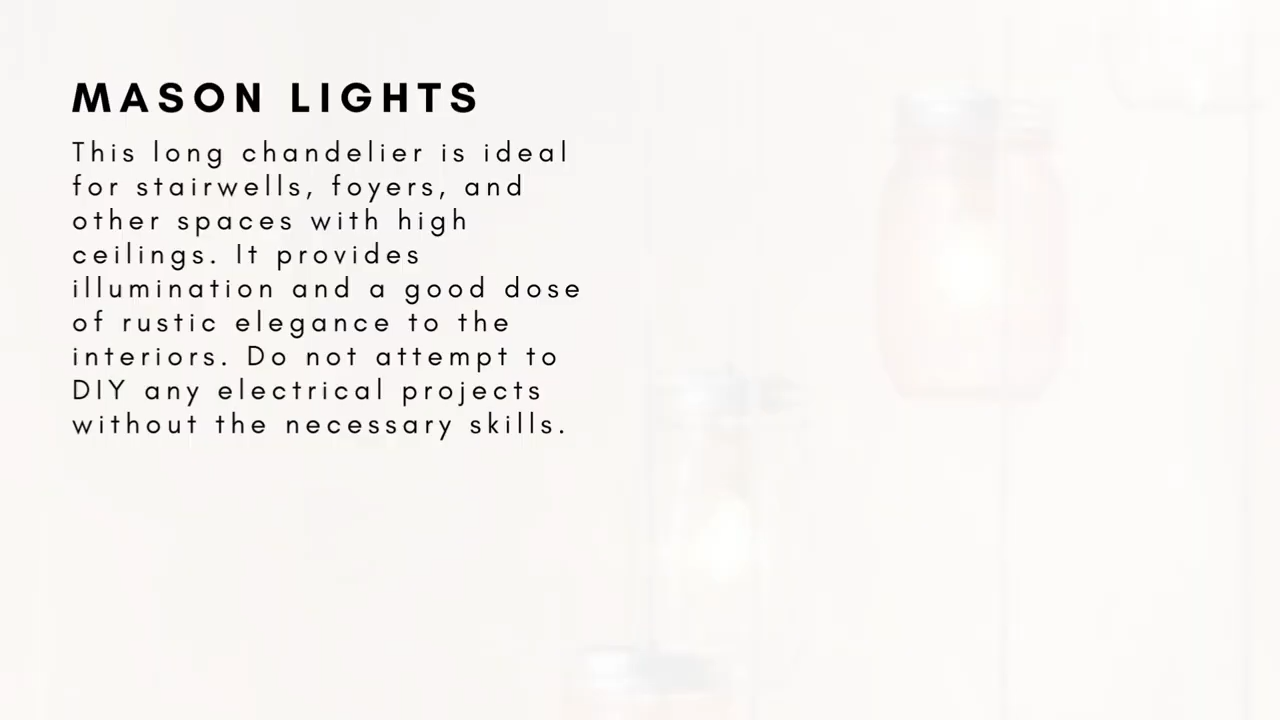 MASON LIGHTS
This long chandelier is ideal
for stairwells, foyers, and
other spaces with high
ceilings. It provides
illumination and a good dose
of rustic elegance to the
interiors. Do not attempt to
DIY any electrical projects
without the necessary skills.